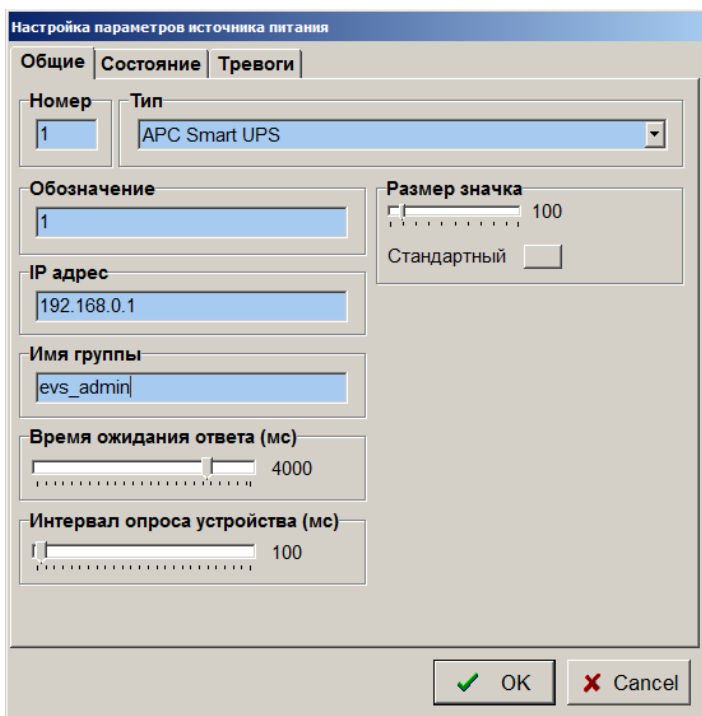 Настройка параметров источника питания
Общие Состояние Тревоги
Номер Тип
1 APC Smart UPS
Обозначение Размер значка
1 100
Стандартный
IP адрес
192.168.0.1
Имя группы
evs_admin
Время ожидания ответа (мс)
4000
Интервал опроса устройства (мс)
100
OK Cancel